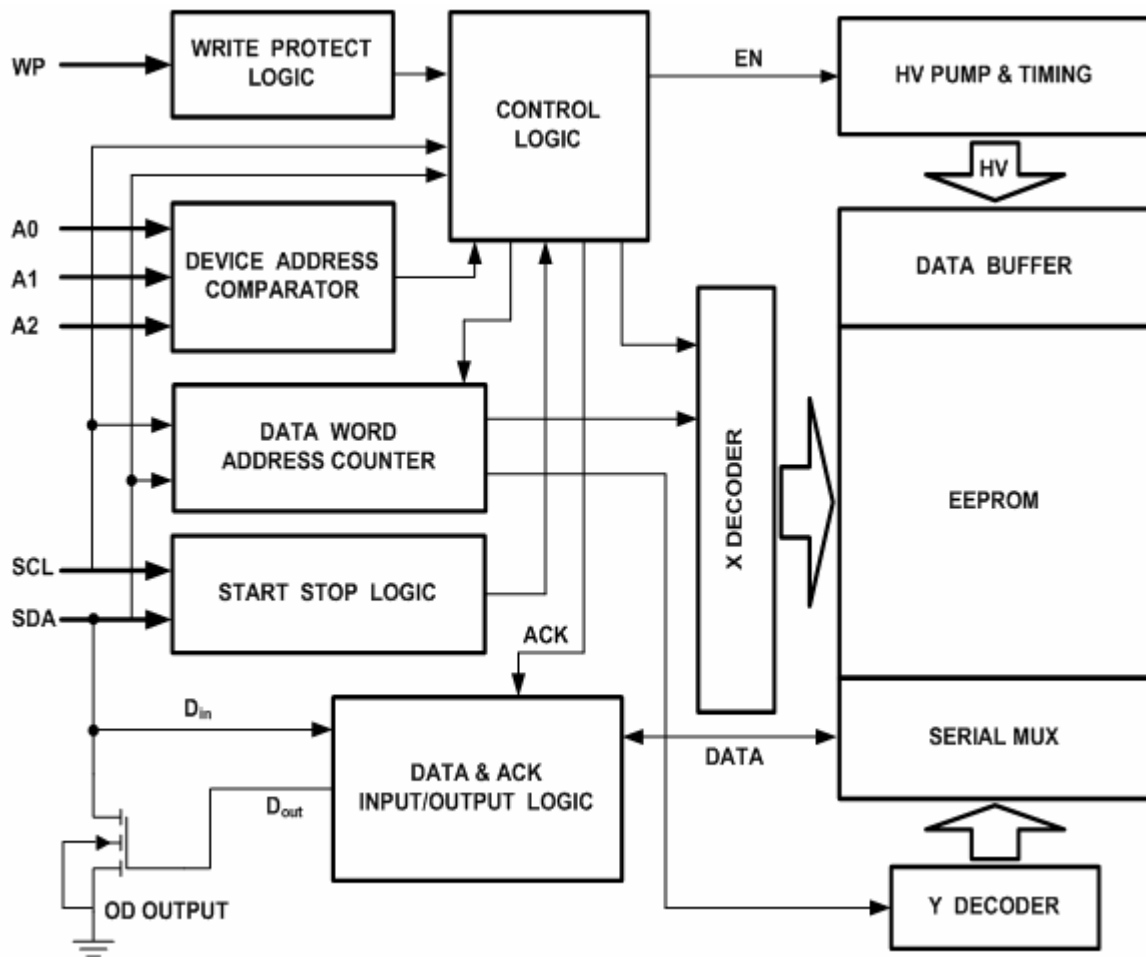 WP
WRITE PROTECT
LOGIC
CONTROL
LOGIC
EN
HV PUMP & TIMING
HV
A0
A1
A2
DEVICE ADDRESS
COMPARATOR
DATA BUFFER
DATA WORD
ADDRESS COUNTER
X DECODER
EEPROM
SCL
SDA
START STOP LOGIC
ACK
Din
DATA & ACK
INPUT/OUTPUT LOGIC
DATA
SERIAL MUX
Dout
OD OUTPUT
Y DECODER